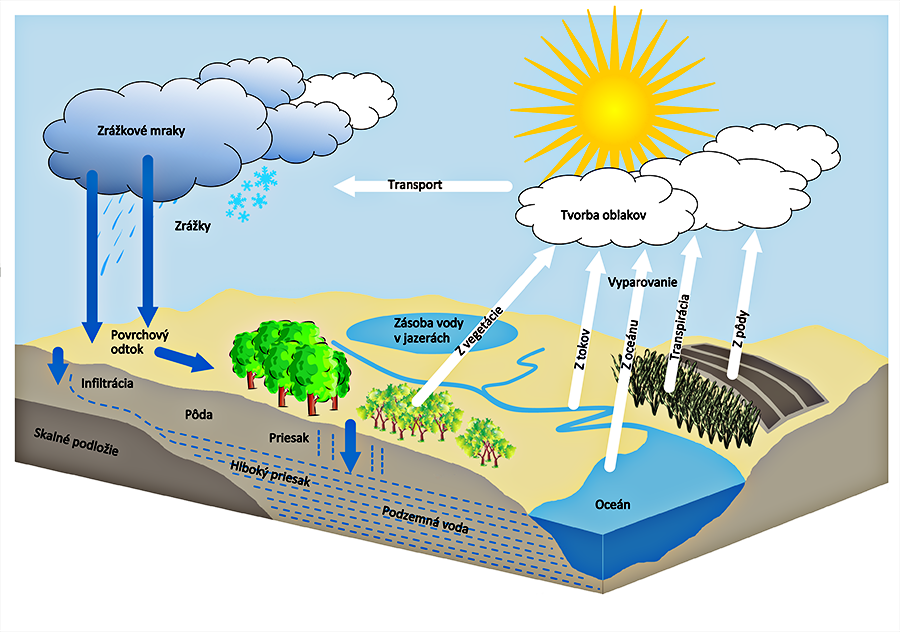 Zrážkové mraky
Transport
Tvorba oblakov
Zrážky
Vyparovanie
Povrchový
odtok
Zásoba vody
v jazerách
Z vegetácie
Z tokov
Z oceánu
Transpirácia
Z pôdy
Infiltrácia
Pôda
Priesak
Skalné podložie
Hlboký priesak
Podzemná voda
Oceán